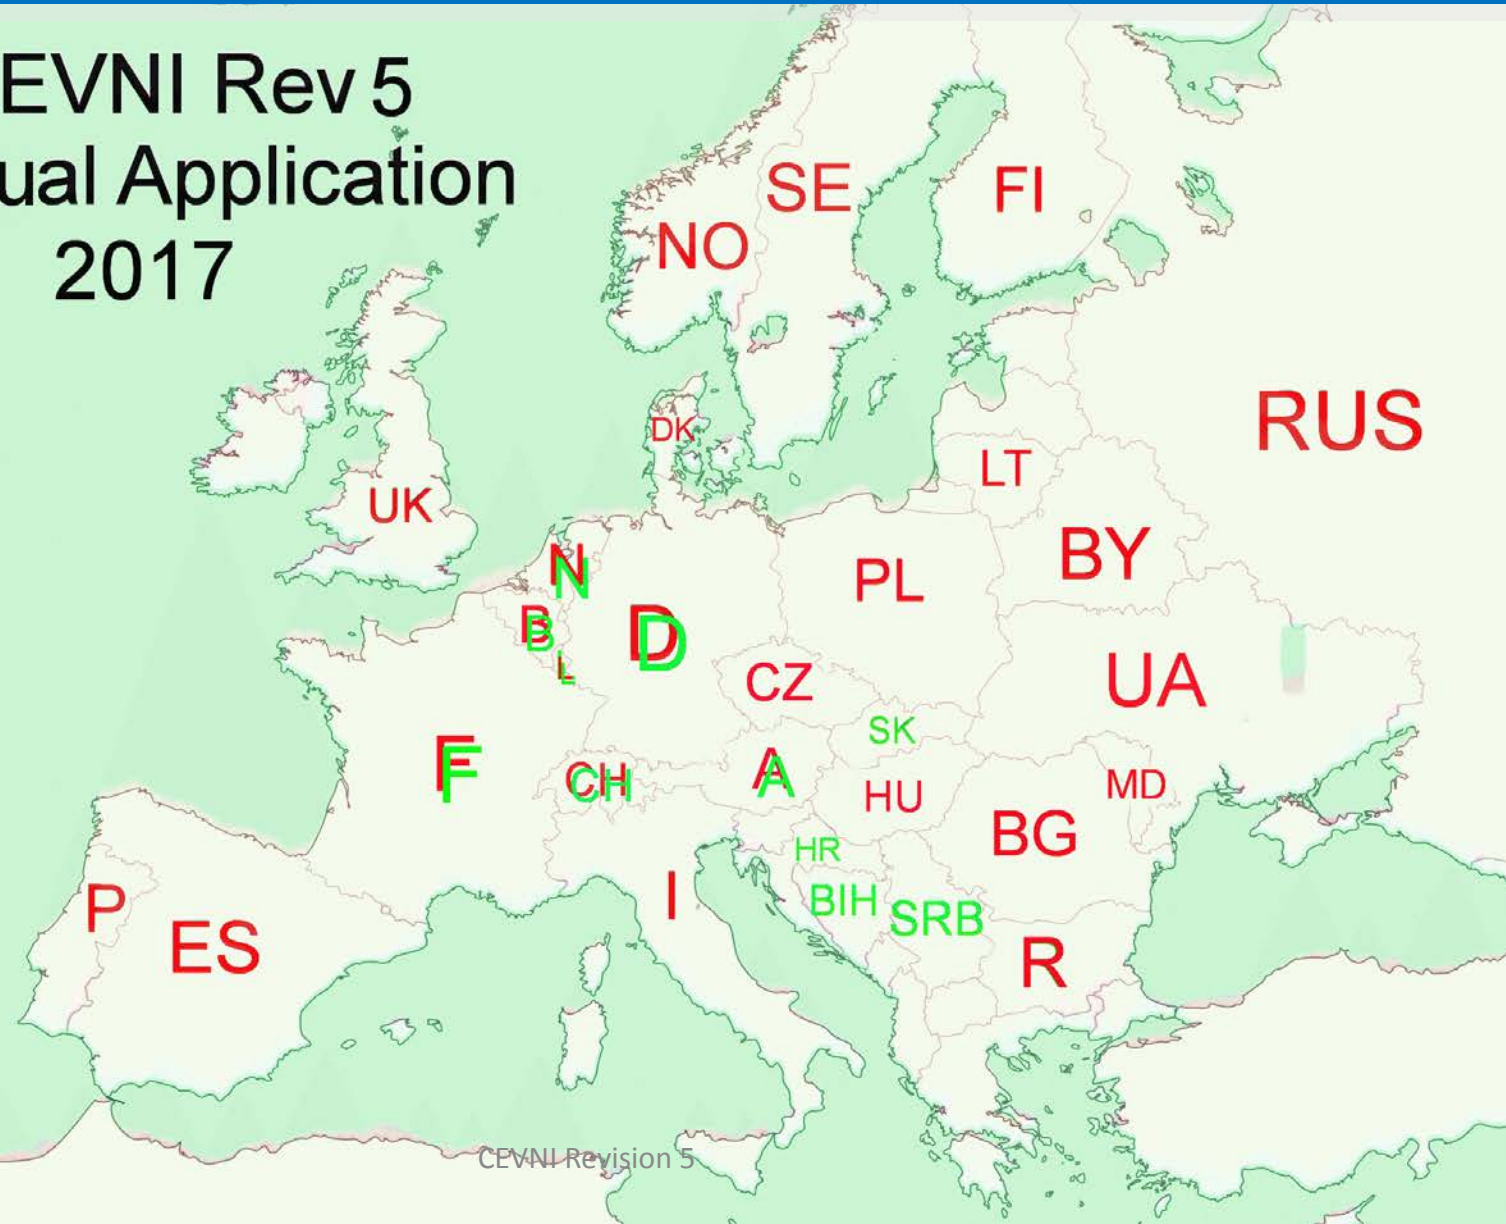 EVNI Rev 5
ual Application
2017
SE
FI
NO
RUS
DK
LT
UK
BY
N
N
PL
B
B
D
D
L
L
CZ
UA
SK
F
F
CH
CH
A
A
HU
MD
BG
HR
I
P
BIH
SRB
ES
R
CEVNI Revision 5